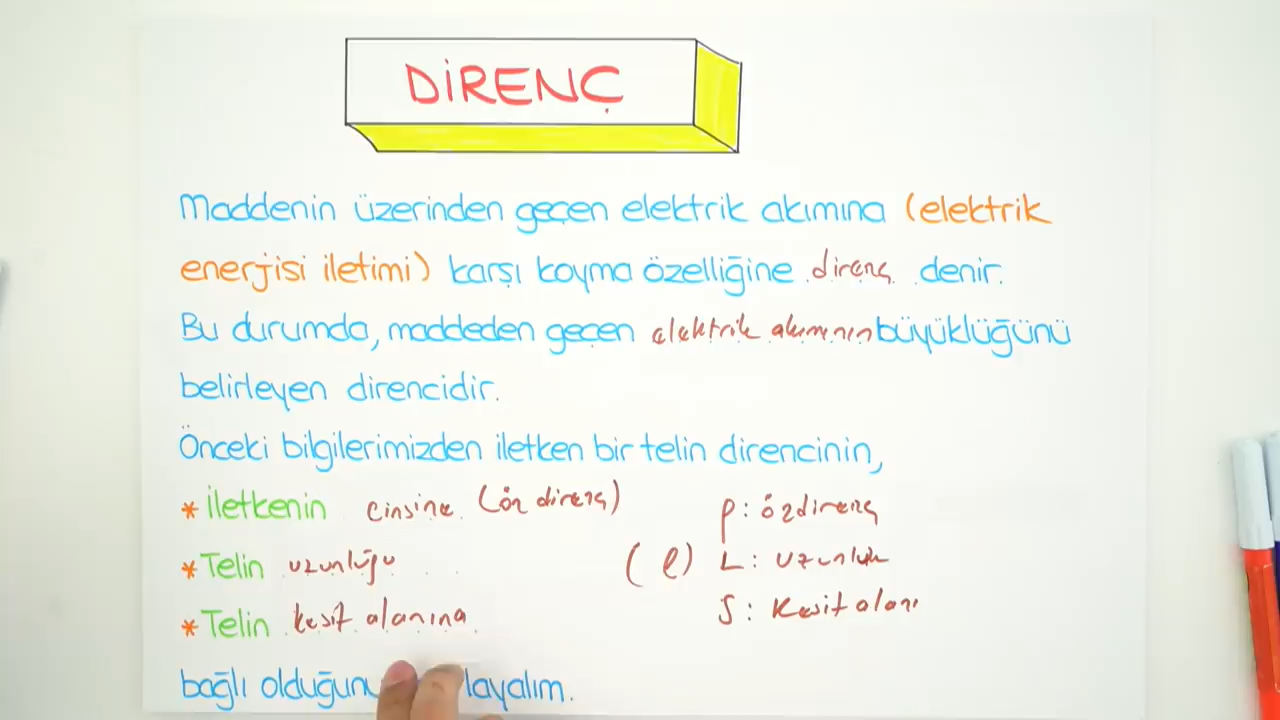 DİRENÇ
Maddenin üzerinden geçen elektrik akımına (elektrik
enerjisi iletimi) karşı koyma özelliğine direnç denir.
Bu durumda, maddeden geçen elektrik akımının büyüklüğünü
belirleyen direncidir.
Önceki bilgilerimizden iletken bir telin direncinin,
* İletkenin cinsine (öz direnç)
* Telin uzunluğu
* Telin kesit alanına
ρ: özdirenç
(l) L: uzunluk
S: Kesit alanı
bağlı olduğunu layalım.